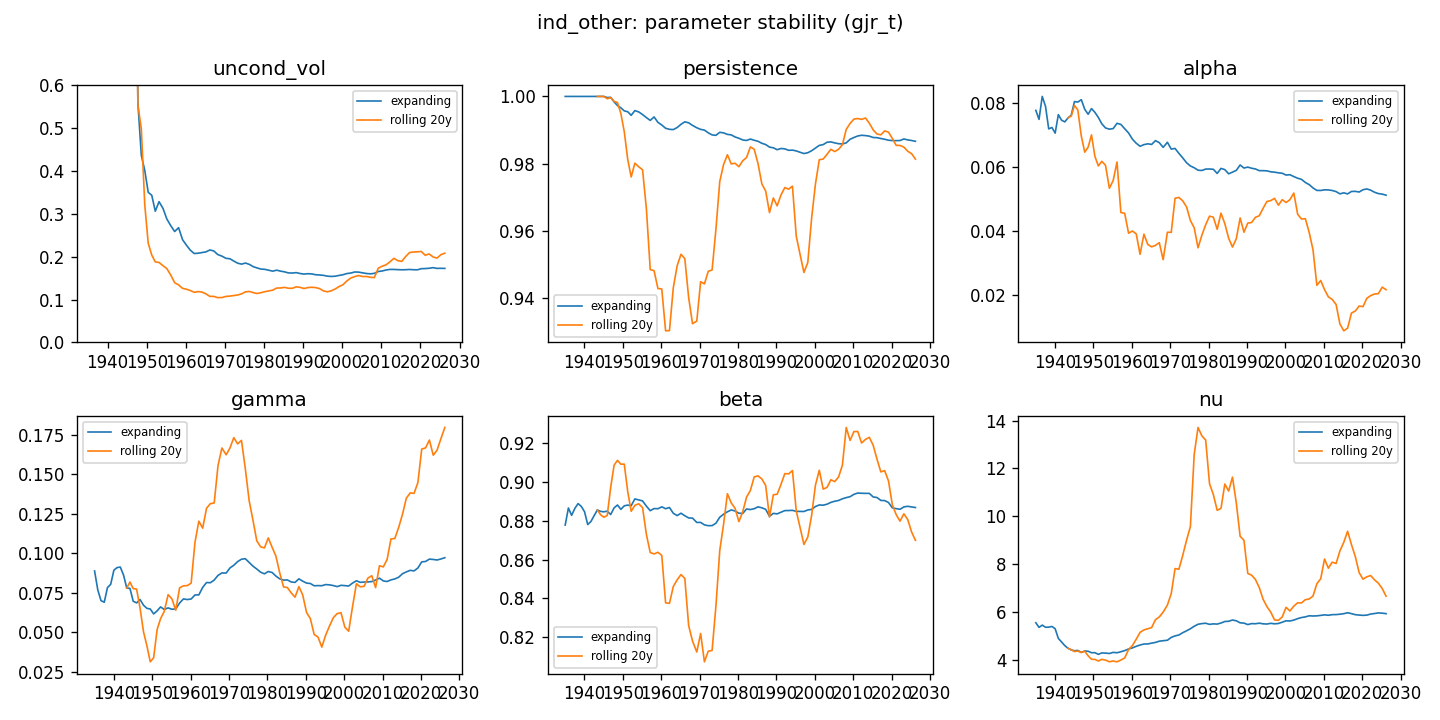 ind_other: parameter stability (gjr_t)
uncond_vol
0.6
0.5
0.4
0.3
0.2
0.1
0.0
expanding
rolling 20y
1940 1950 1960 1970 1980 1990 2000 2010 2020 2030
persistence
1.00
0.98
0.96
0.94
expanding
rolling 20y
1940 1950 1960 1970 1980 1990 2000 2010 2020 2030
alpha
0.08
0.06
0.04
0.02
expanding
rolling 20y
1940 1950 1960 1970 1980 1990 2000 2010 2020 2030
gamma
0.175
0.150
0.125
0.100
0.075
0.050
0.025
expanding
rolling 20y
1940 1950 1960 1970 1980 1990 2000 2010 2020 2030
beta
0.92
0.90
0.88
0.86
0.84
0.82
expanding
rolling 20y
1940 1950 1960 1970 1980 1990 2000 2010 2020 2030
nu
14
12
10
8
6
4
expanding
rolling 20y
1940 1950 1960 1970 1980 1990 2000 2010 2020 2030